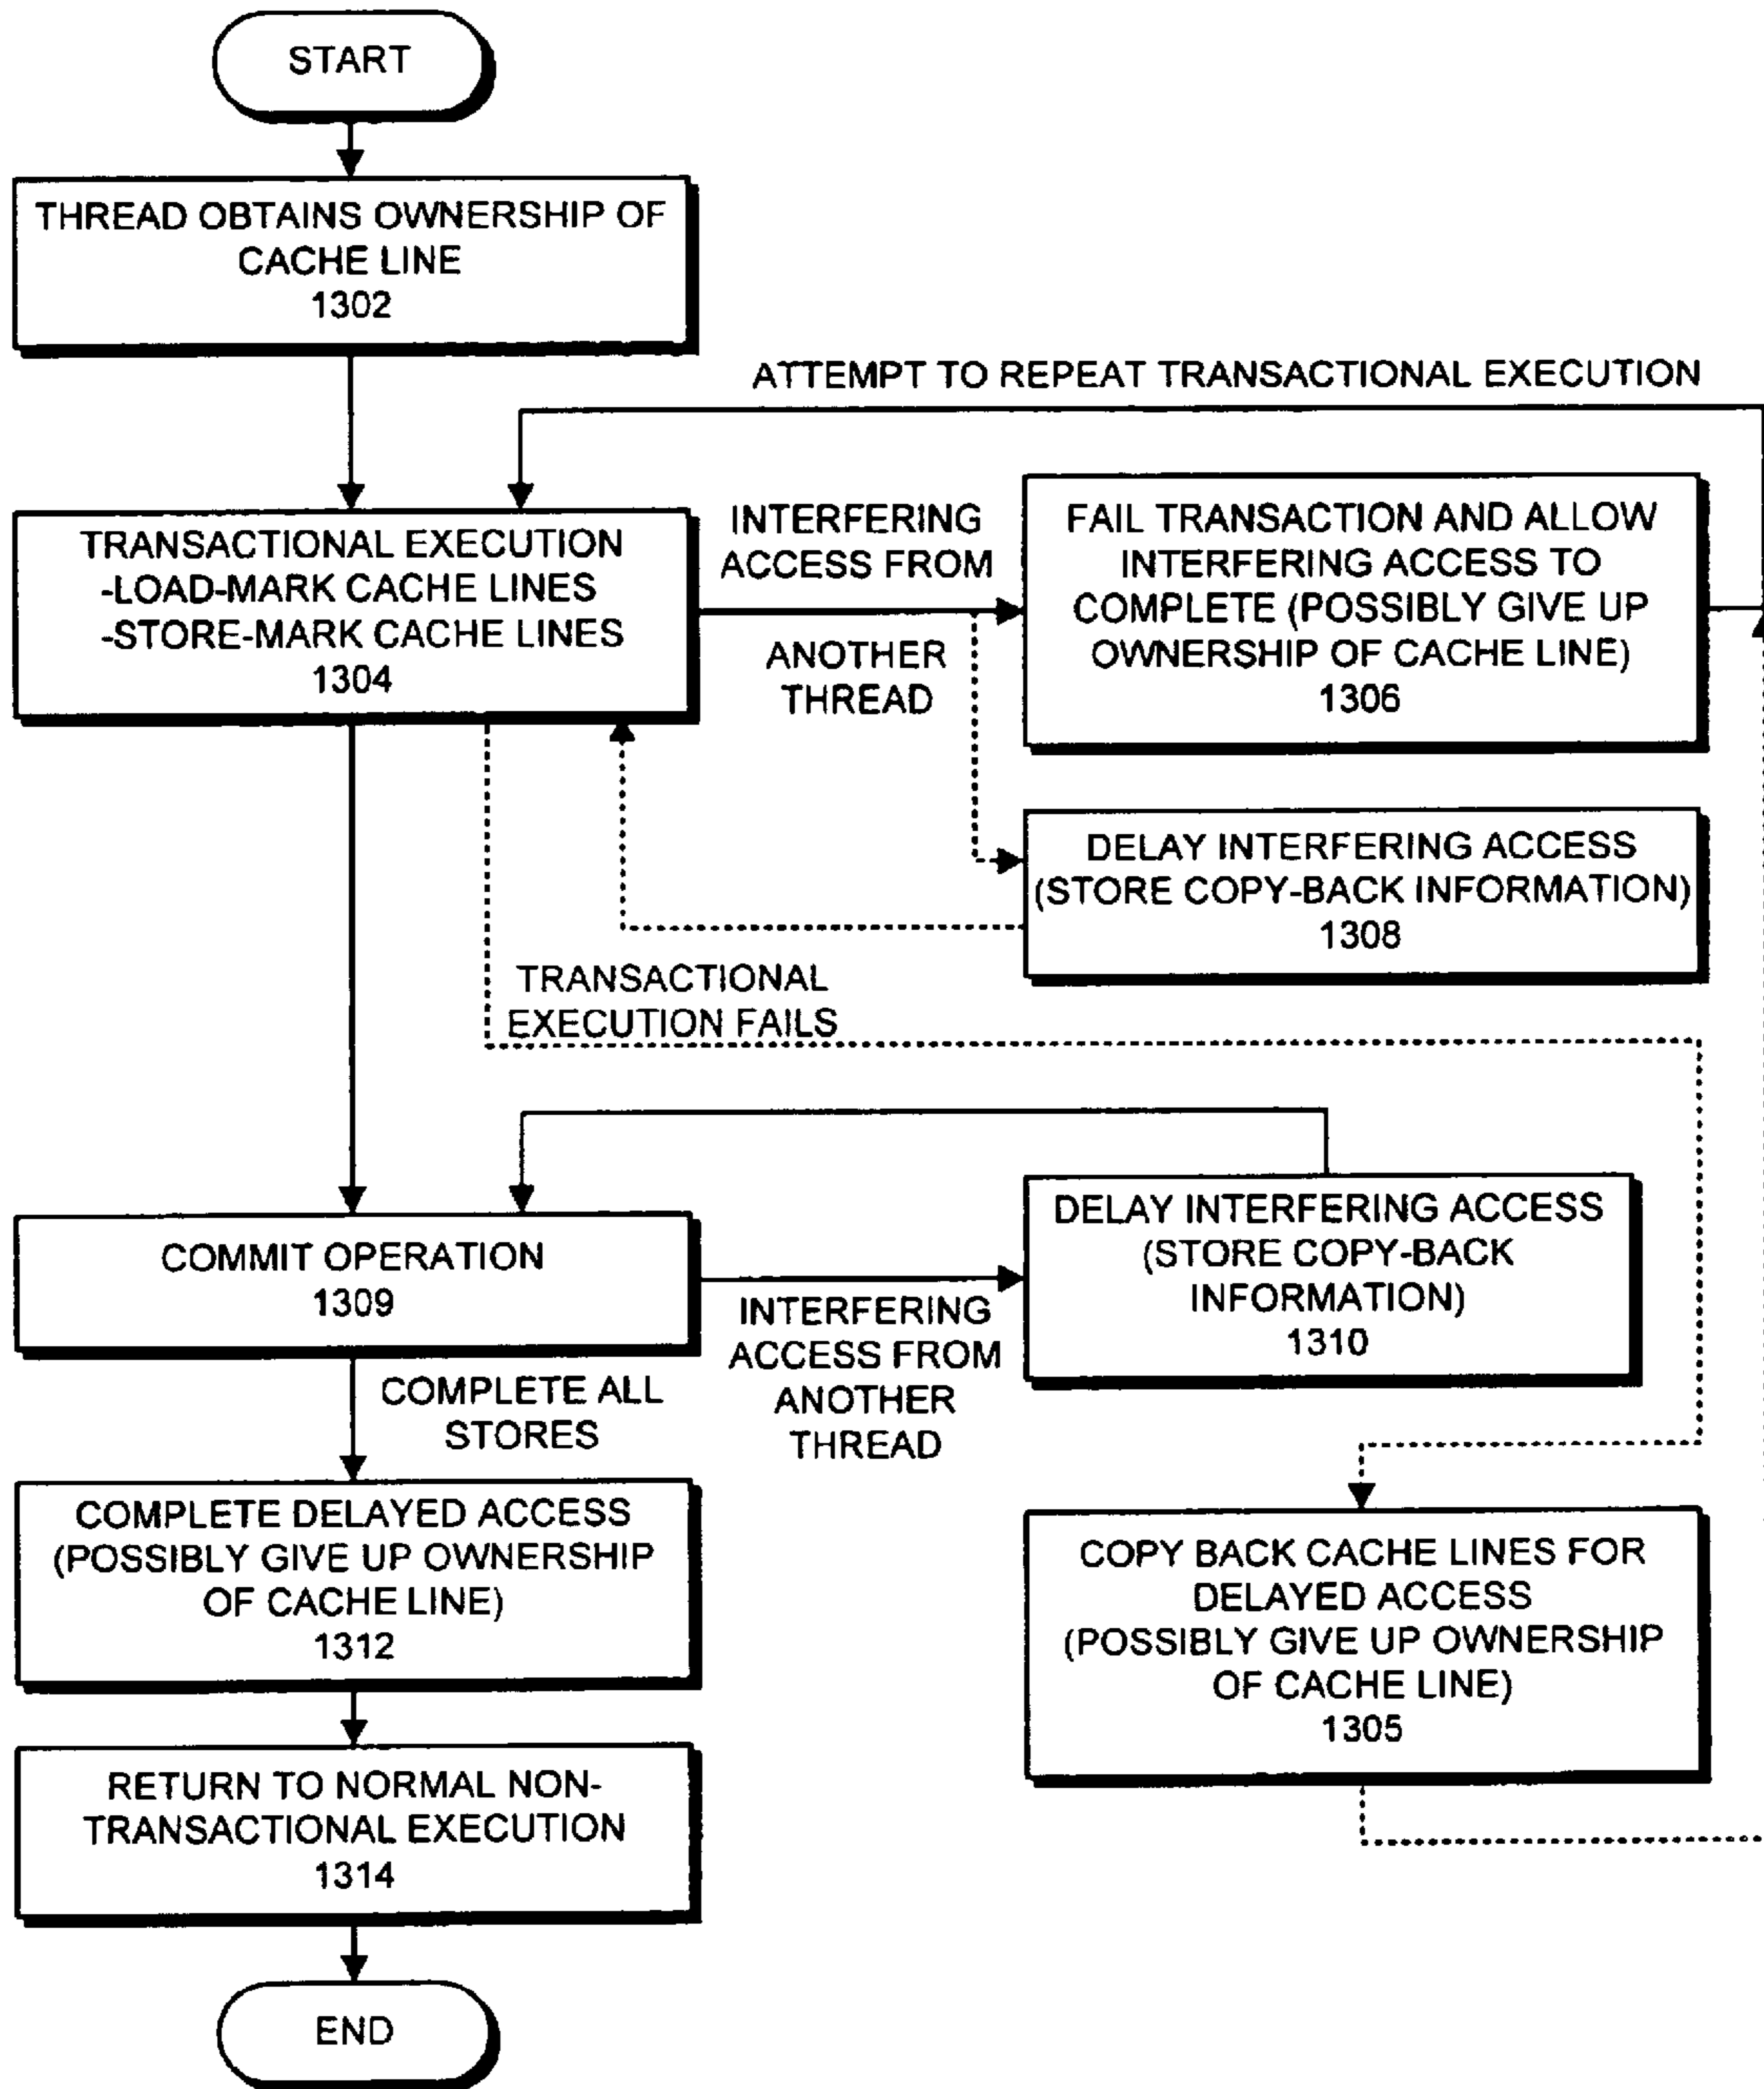 START
THREAD OBTAINS OWNERSHIP OF
CACHE LINE
1302
ATTEMPT TO REPEAT TRANSACTIONAL EXECUTION
TRANSACTIONAL EXECUTION
-LOAD-MARK CACHE LINES
-STORE-MARK CACHE LINES
1304
INTERFERING
ACCESS FROM
ANOTHER
THREAD
FAIL TRANSACTION AND ALLOW
INTERFERING ACCESS TO
COMPLETE (POSSIBLY GIVE UP
OWNERSHIP OF CACHE LINE)
1306
DELAY INTERFERING ACCESS
(STORE COPY-BACK INFORMATION)
1308
TRANSACTIONAL
EXECUTION FAILS
COMMIT OPERATION
1309
INTERFERING
ACCESS FROM
ANOTHER
THREAD
DELAY INTERFERING ACCESS
(STORE COPY-BACK
INFORMATION)
1310
COMPLETE ALL
STORES
COMPLETE DELAYED ACCESS
(POSSIBLY GIVE UP OWNERSHIP
OF CACHE LINE)
1312
COPY BACK CACHE LINES FOR
DELAYED ACCESS
(POSSIBLY GIVE UP OWNERSHIP
OF CACHE LINE)
1305
RETURN TO NORMAL NON-
TRANSACTIONAL EXECUTION
1314
END